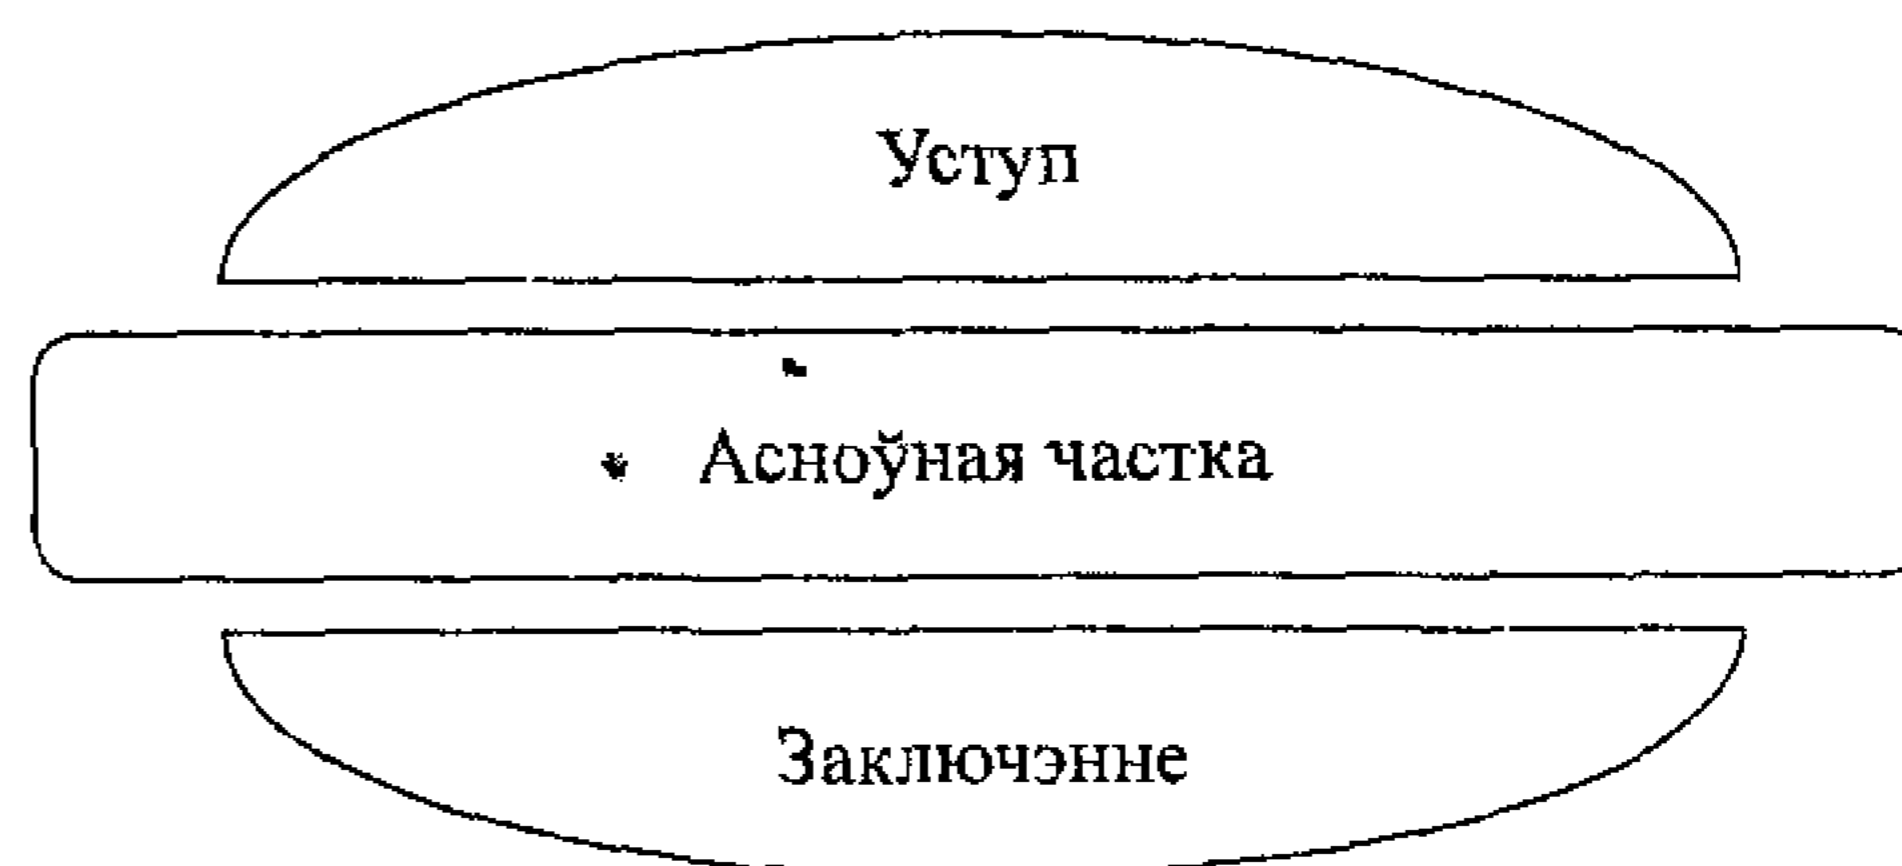 Уступ
Асноўная частка
Заключэнне